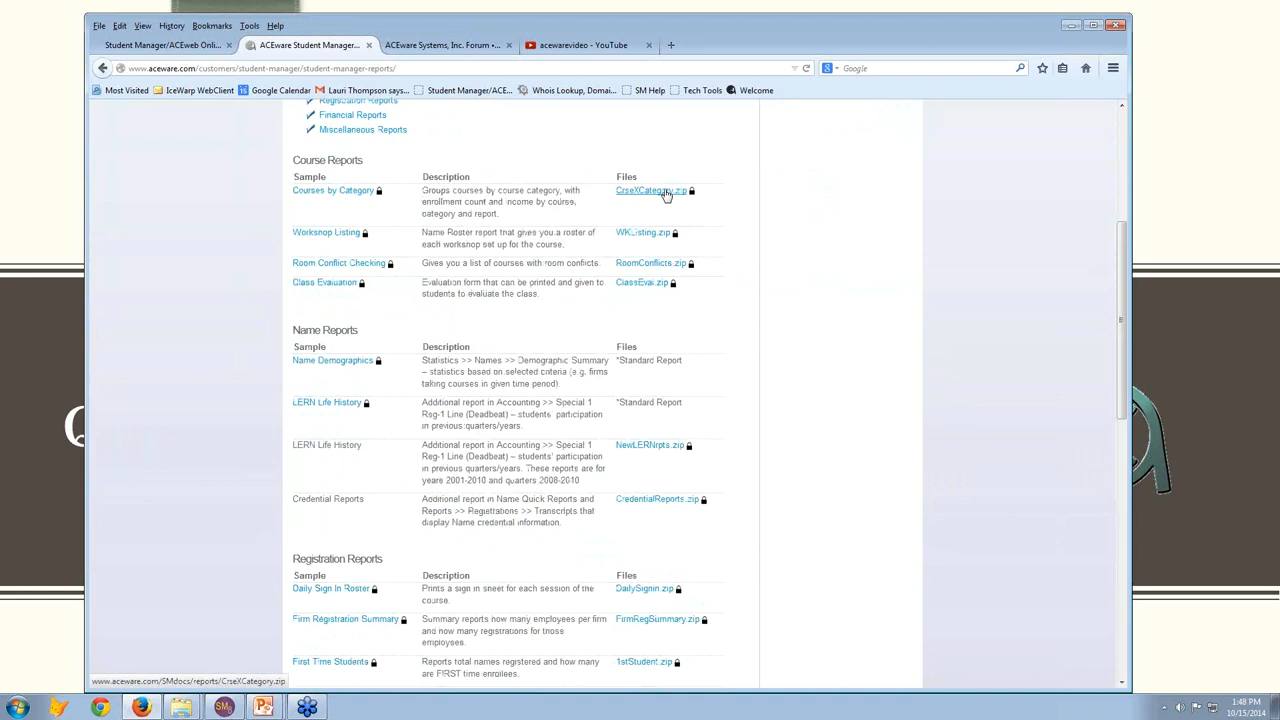 File Edit View History Bookmarks Tools Help
Student Manager/ACEweb Onli... × ACEware Student Manager... × ACEware Systems, Inc. Forum •... × acewarevideo - YouTube × +
www.aceware.com/customers/student-manager/student-manager-reports/ Google
Most Visited IceWarp WebClient Google Calendar Lauri Thompson says... Student Manager/ACE... Whois Lookup, Domai... SM Help Tech Tools Welcome
Registration Reports
Financial Reports
Miscellaneous Reports
Course Reports
Sample Description Files
Courses by Category Groups courses by course category, with CrseXCategory.zip
enrollment count and income by course,
category and report.
Workshop Listing Name Roster report that gives you a roster of WKListing.zip
each workshop set up for the course.
Room Conflict Checking Gives you a list of courses with room conflicts. RoomConflicts.zip
Class Evaluation Evaluation form that can be printed and given to ClassEval.zip
students to evaluate the class.
Name Reports
Sample Description Files
Name Demographics Statistics >> Names >> Demographic Summary *Standard Report
– statistics based on selected criteria (e.g. firms
taking courses in given time period).
LERN Life History Additional report in Accounting >> Special 1 *Standard Report
Reg-1 Line (Deadbeat) – students' participation
in previous quarters/years.
LERN Life History Additional report in Accounting >> Special 1 NewLERNrpts.zip
Reg-1 Line (Deadbeat) – students' participation
in previous quarters/years. These reports are for
years 2001-2010 and quarters 2008-2010
Credential Reports Additional report in Name Quick Reports and CredentialReports.zip
Reports >> Registrations >> Transcripts that
display Name credential information.
Registration Reports
Sample Description Files
Daily Sign In Roster Prints a sign in sheet for each session of the DailySignin.zip
course.
Firm Registration Summary Summary reports how many employees per firm FirmRegSummary.zip
and how many registrations for those
employees.
First Time Students Reports total names registered and how many 1stStudent.zip
are FIRST time enrollees.
www.aceware.com/SMdocs/reports/CrseXCategory.zip
1:48 PM
10/15/2014